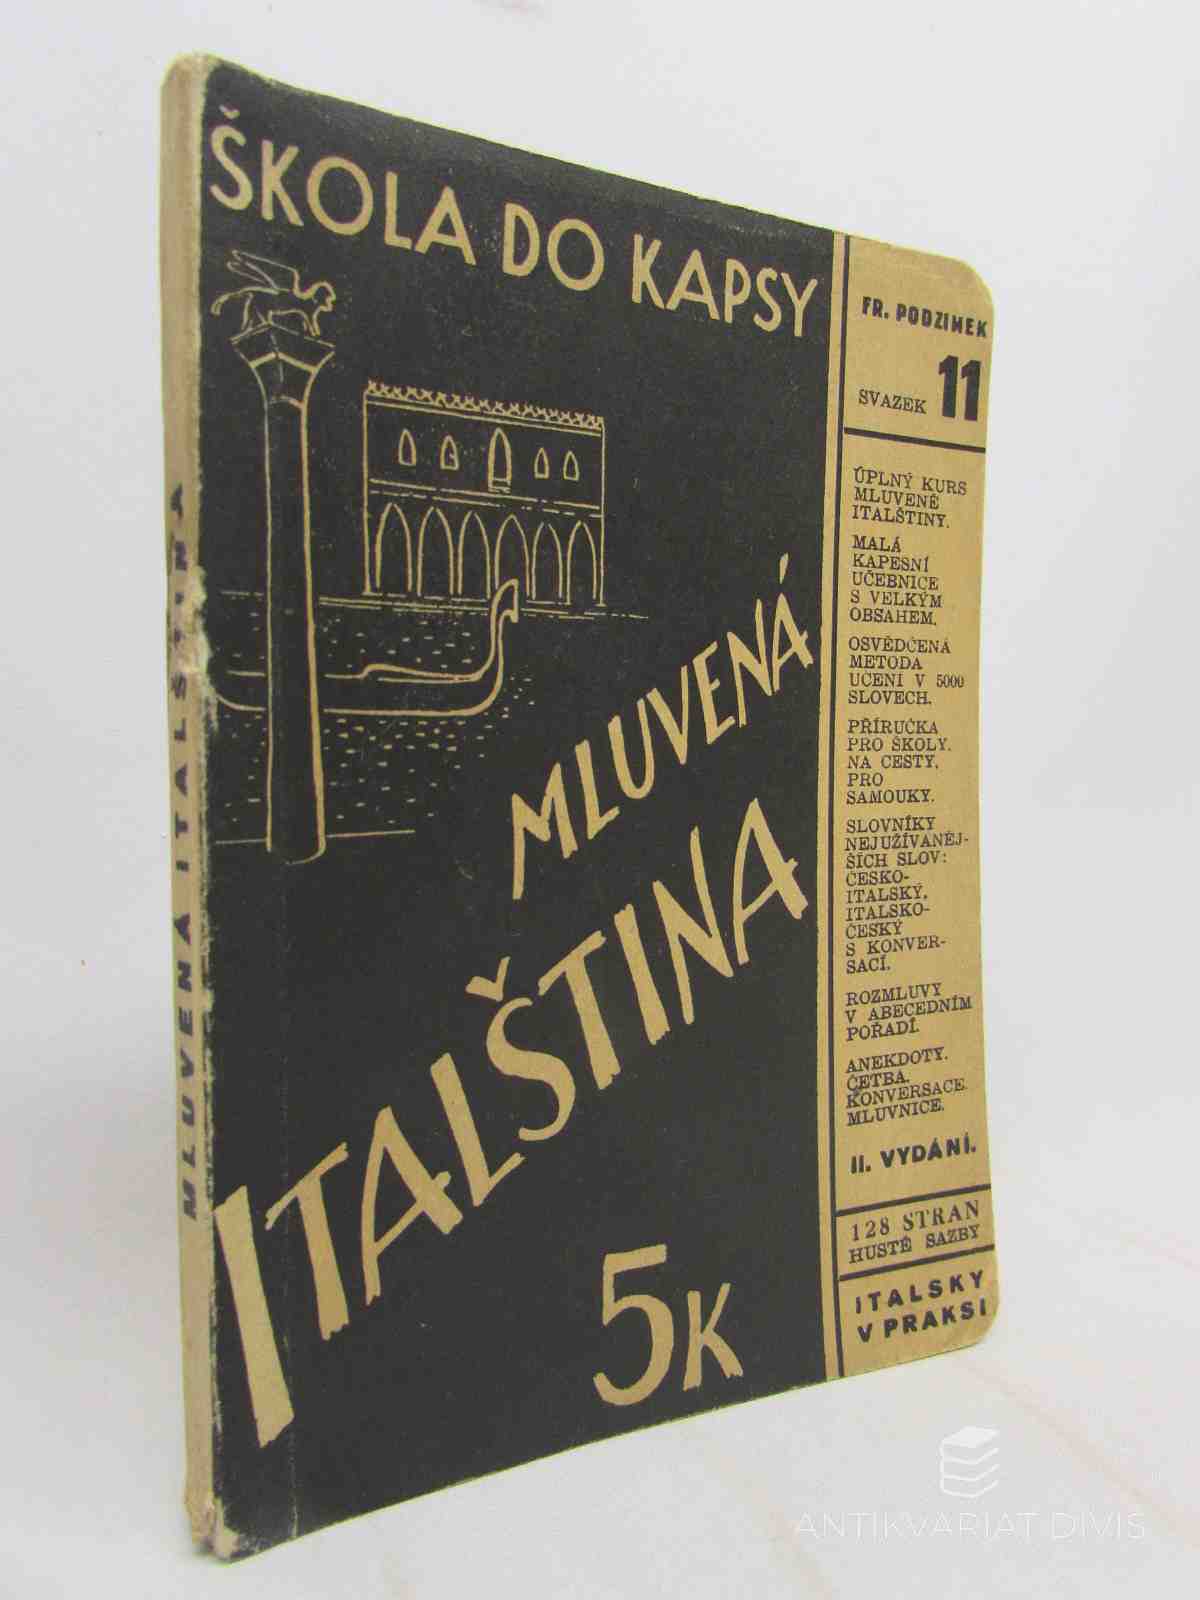 ŠKOLA DO KAPSY
MLUVENÁ
ITALŠTINA
5K
FR. PODZIMEK
SVAZEK 11
ÚPLNÝ KURS
MLUVENÉ
ITALŠTINY.
MALÁ
KAPESNÍ
UČEBNICE
S VELKÝM
OBSAHEM.
OSVĚDČENÁ
METODA
UČENÍ V 5000
SLOVECH.
PŘÍRUČKA
PRO ŠKOLY.
NA CESTY,
PRO
SAMOUKY.
SLOVNÍKY
NEJUŽÍVANĚJ-
ŠÍCH SLOV:
ČESKO-
ITALSKÝ,
ITALSKO-
ČESKÝ
S KONVER-
SACÍ.
ROZMLUVY
V ABECEDNÍM
POŘADÍ.
ANEKDOTY.
ČETBA.
KONVERSACE.
MLUVNICE.
II. VYDÁNÍ.
128 STRAN
HUSTÉ SAZBY
ITALSKY
V PRAKSI
MLUVENÁ ITALŠTINA
ANTIKVARIAT DIVIS